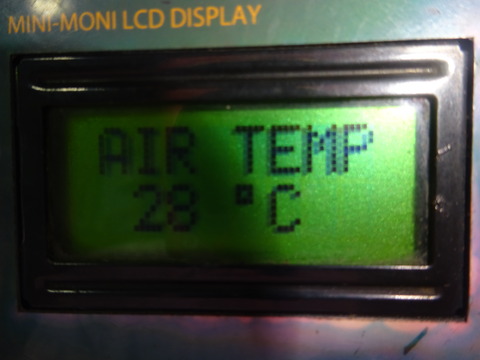 MINI-MONI LCD DISPLAY
AIR TEMP
28 °C